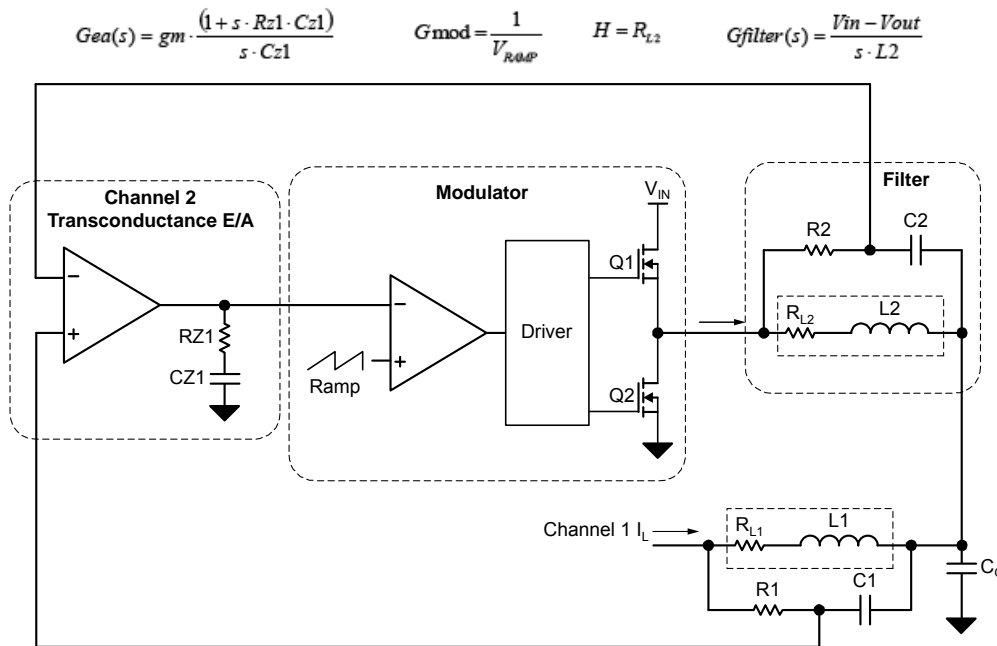 Gea(s) = gm · (1 + s · Rz1 · Cz1) / s · Cz1
Gmod = 1 / V_RAMP
H = R_L2
Gfilter(s) = Vin − Vout / s · L2
Channel 2
Transconductance E/A
Modulator
Filter
V_IN
R2
C2
Q1
−
+
−
+
RZ1
CZ1
Ramp
Driver
R_L2
L2
Q2
Channel 1 I_L
R_L1
L1
R1
C1